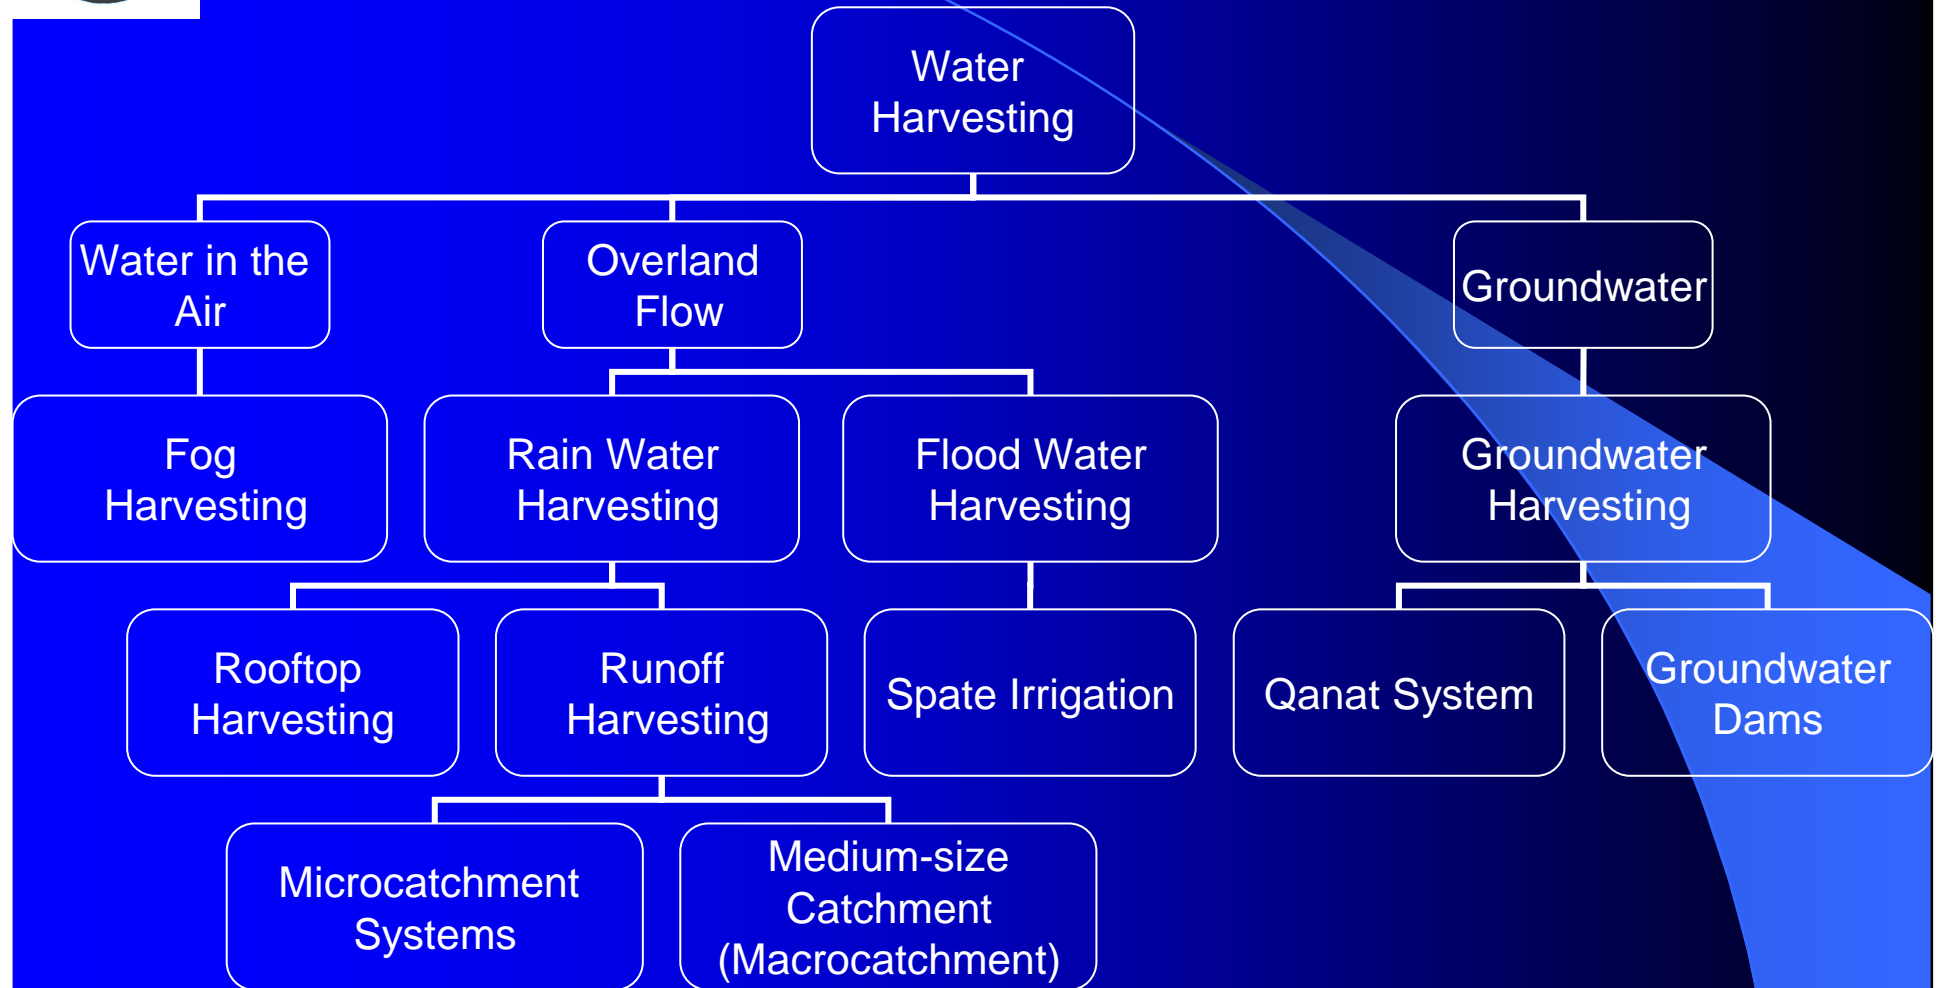 Water
Harvesting
Water in the
Air
Overland
Flow
Groundwater
Fog
Harvesting
Rain Water
Harvesting
Flood Water
Harvesting
Groundwater
Harvesting
Rooftop
Harvesting
Runoff
Harvesting
Spate Irrigation
Qanat System
Groundwater
Dams
Microcatchment
Systems
Medium-size
Catchment
(Macrocatchment)